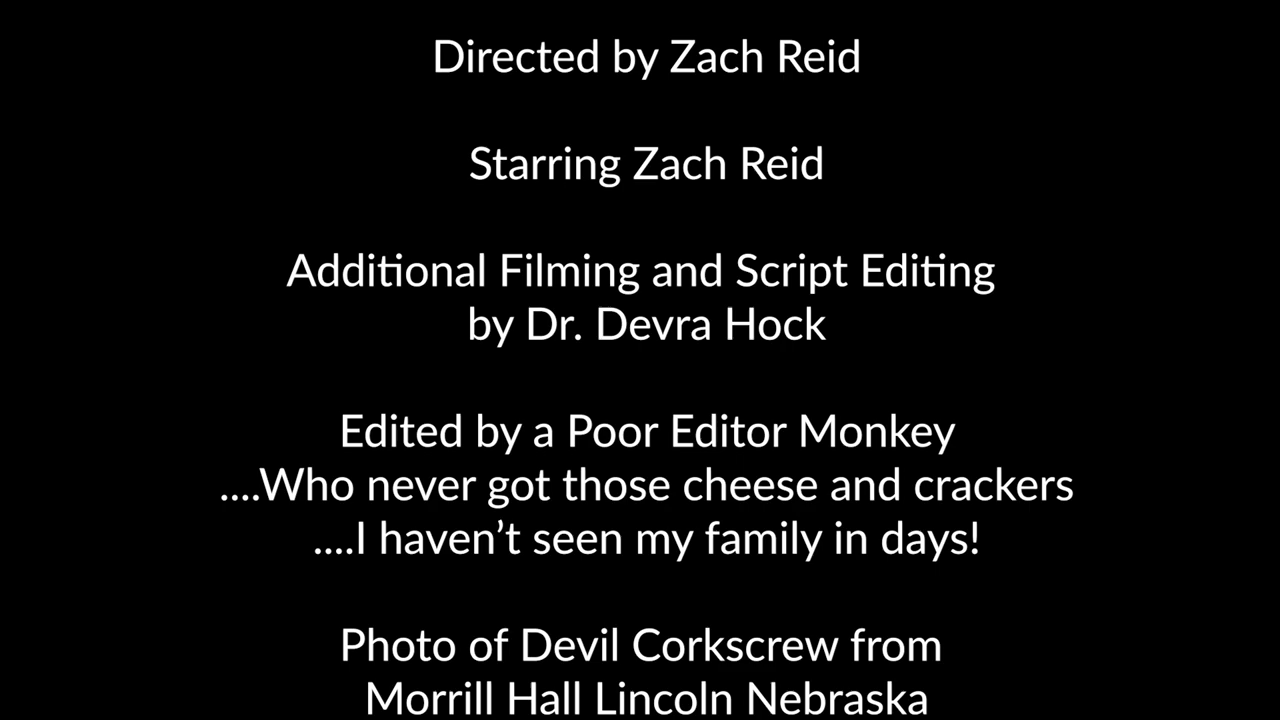 Directed by Zach Reid
Starring Zach Reid
Additional Filming and Script Editing
by Dr. Devra Hock
Edited by a Poor Editor Monkey
....Who never got those cheese and crackers
....I haven’t seen my family in days!
Photo of Devil Corkscrew from
Morrill Hall Lincoln Nebraska